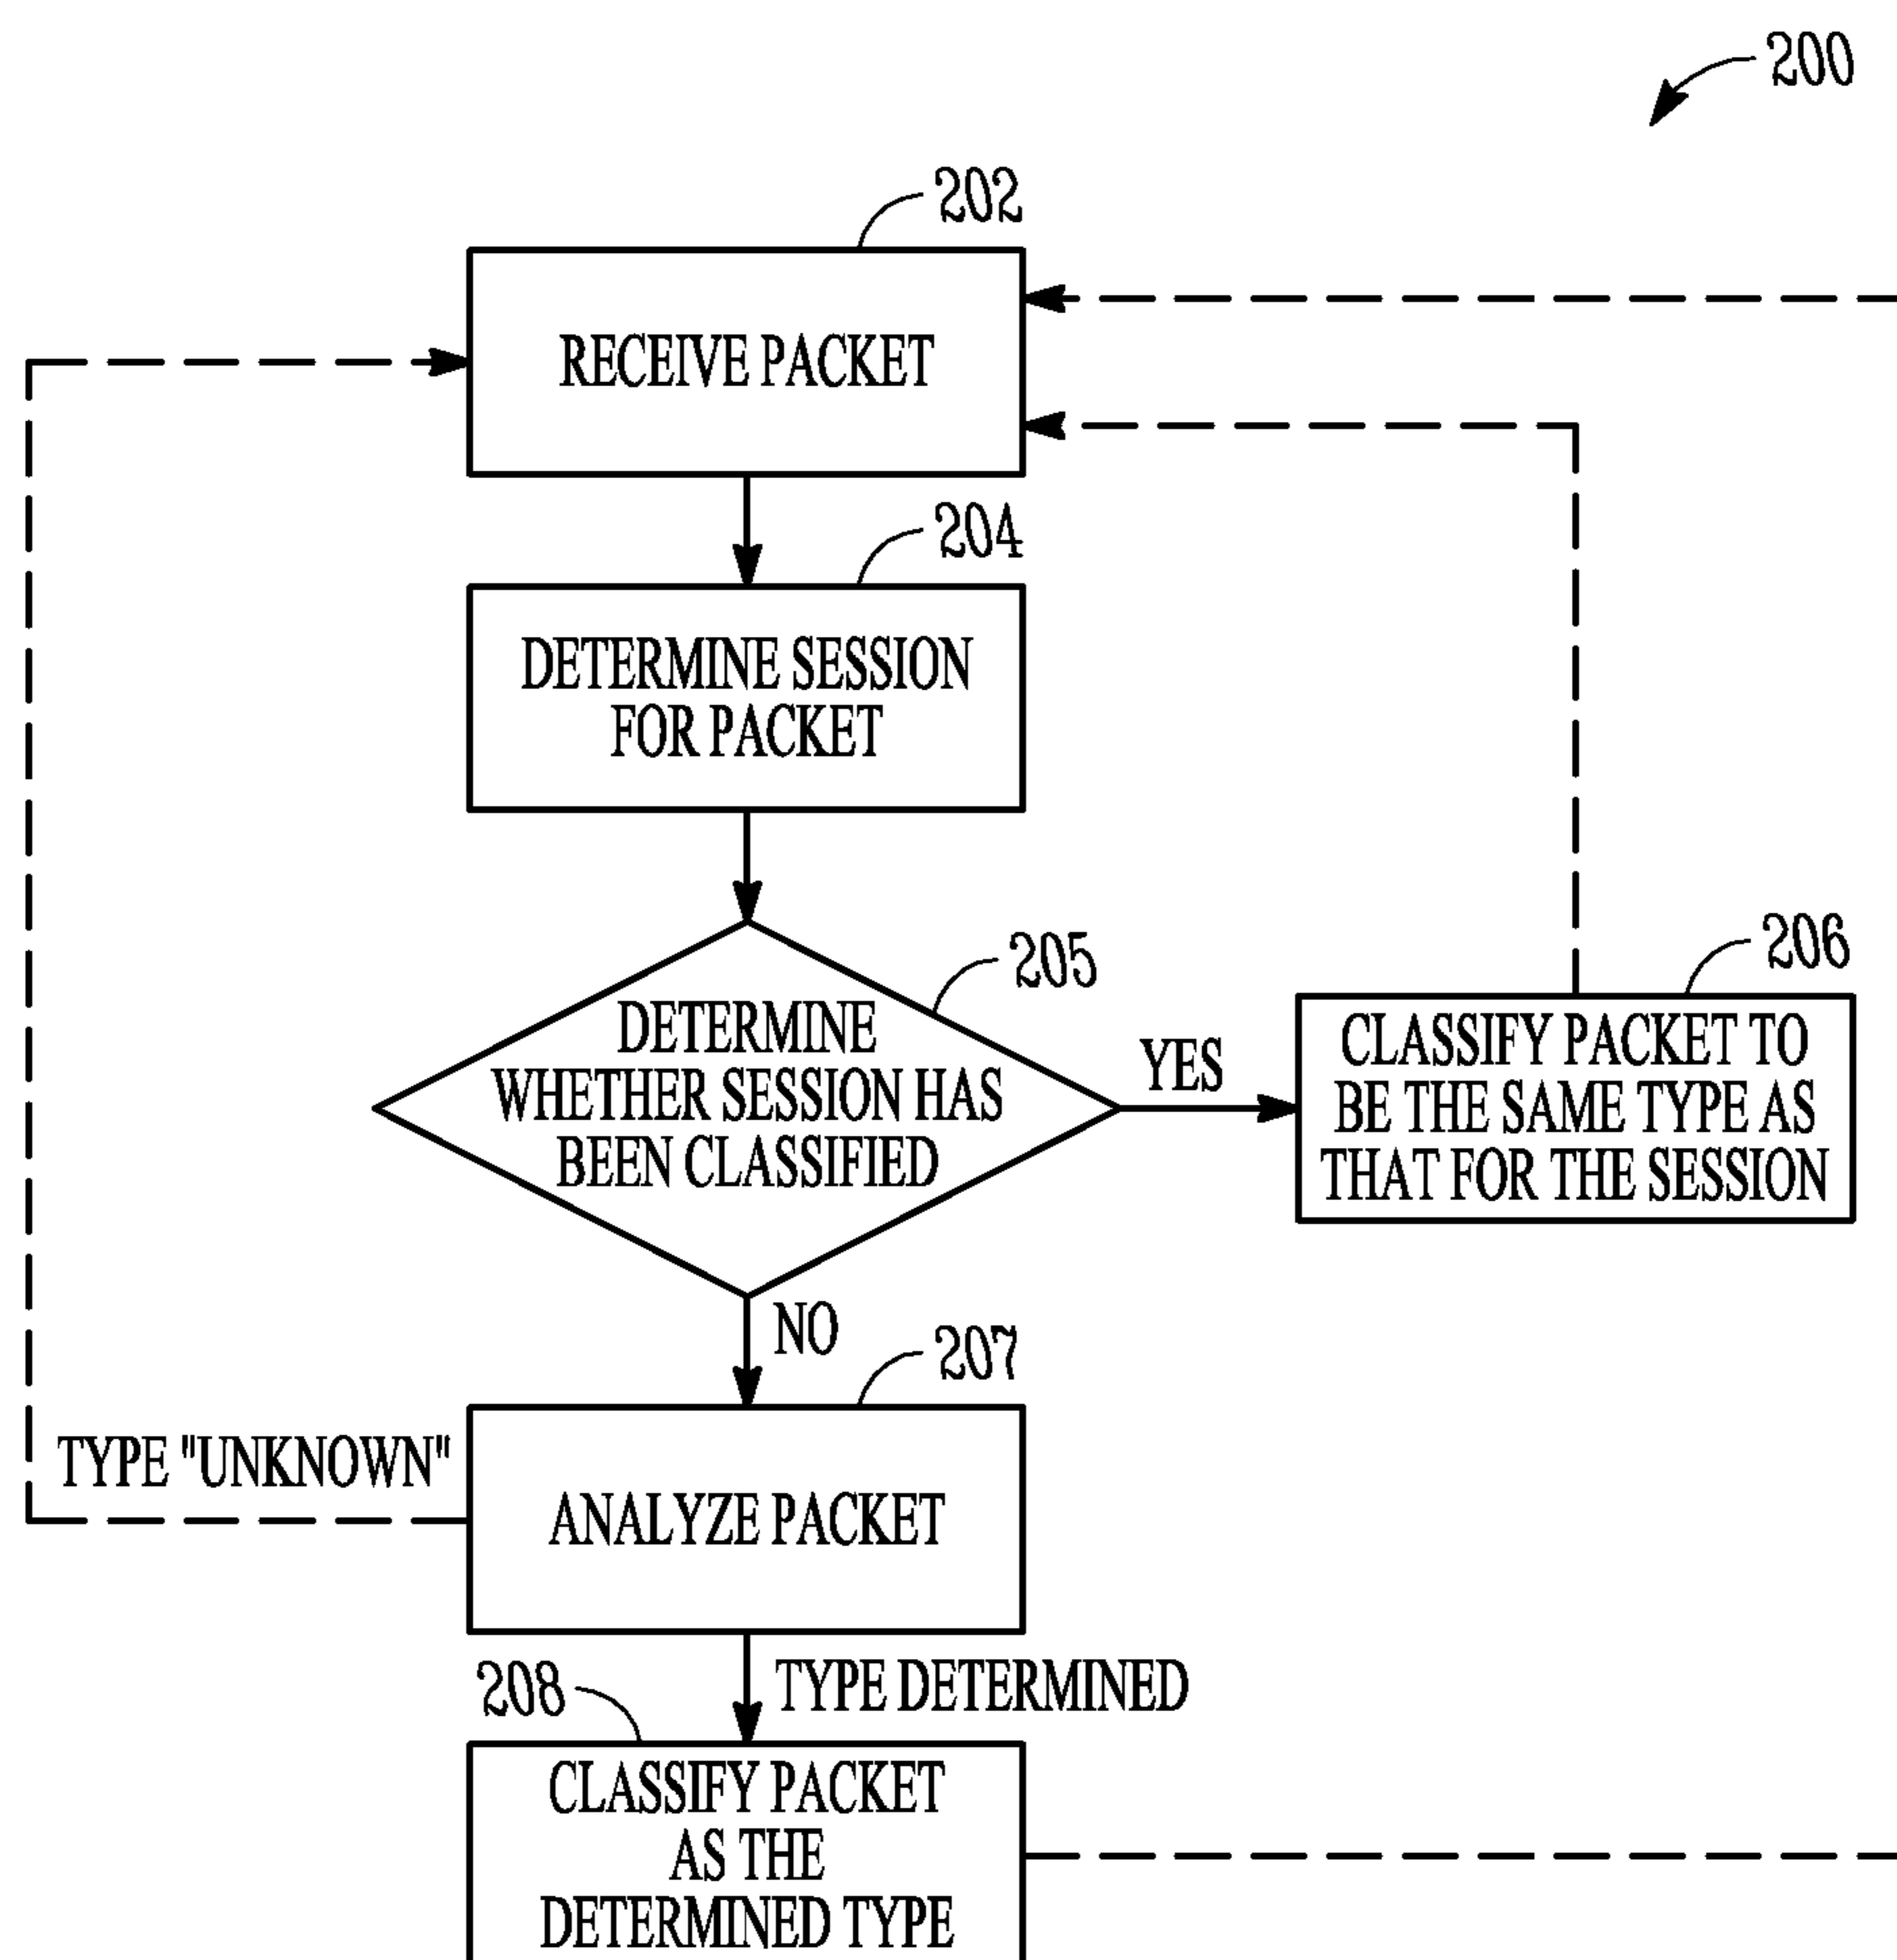 200
202
RECEIVE PACKET
204
DETERMINE SESSION
FOR PACKET
205
DETERMINE
WHETHER SESSION HAS
BEEN CLASSIFIED
YES
206
CLASSIFY PACKET TO
BE THE SAME TYPE AS
THAT FOR THE SESSION
NO
207
TYPE "UNKNOWN"
ANALYZE PACKET
TYPE DETERMINED
208
CLASSIFY PACKET
AS THE
DETERMINED TYPE